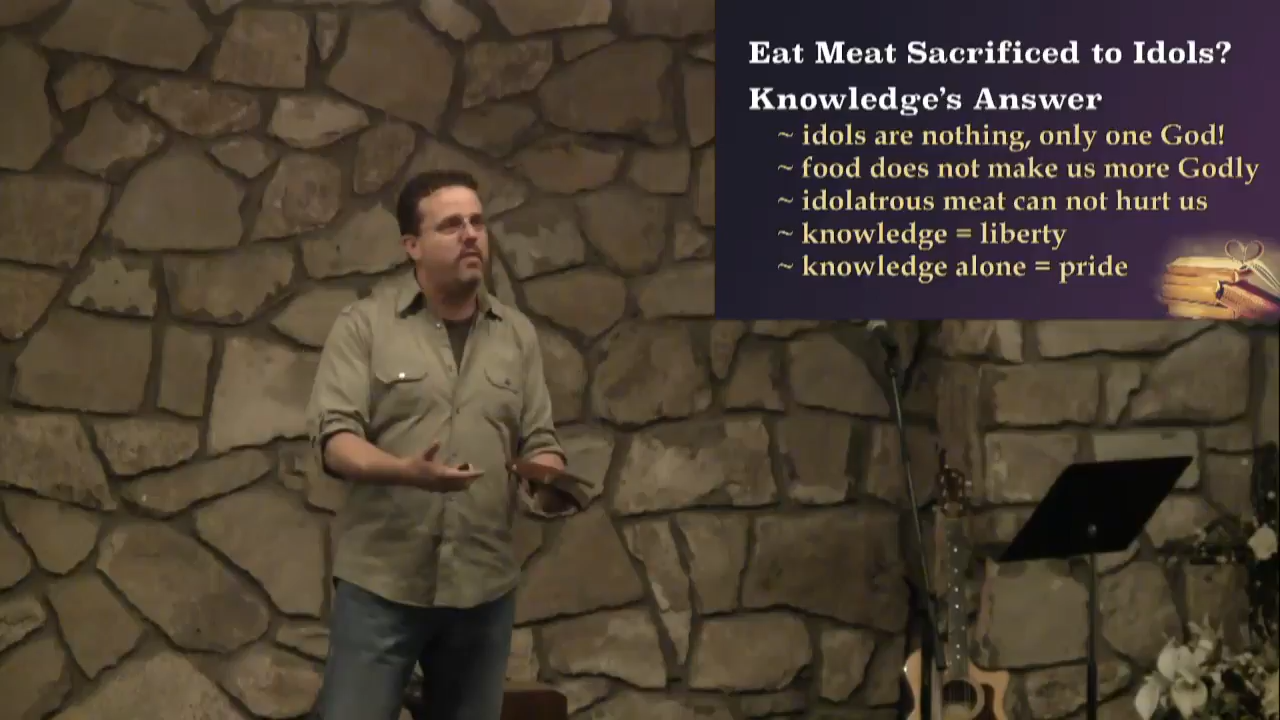 Eat Meat Sacrificed to Idols?
Knowledge's Answer
~ idols are nothing, only one God!
~ food does not make us more Godly
~ idolatrous meat can not hurt us
~ knowledge = liberty
~ knowledge alone = pride